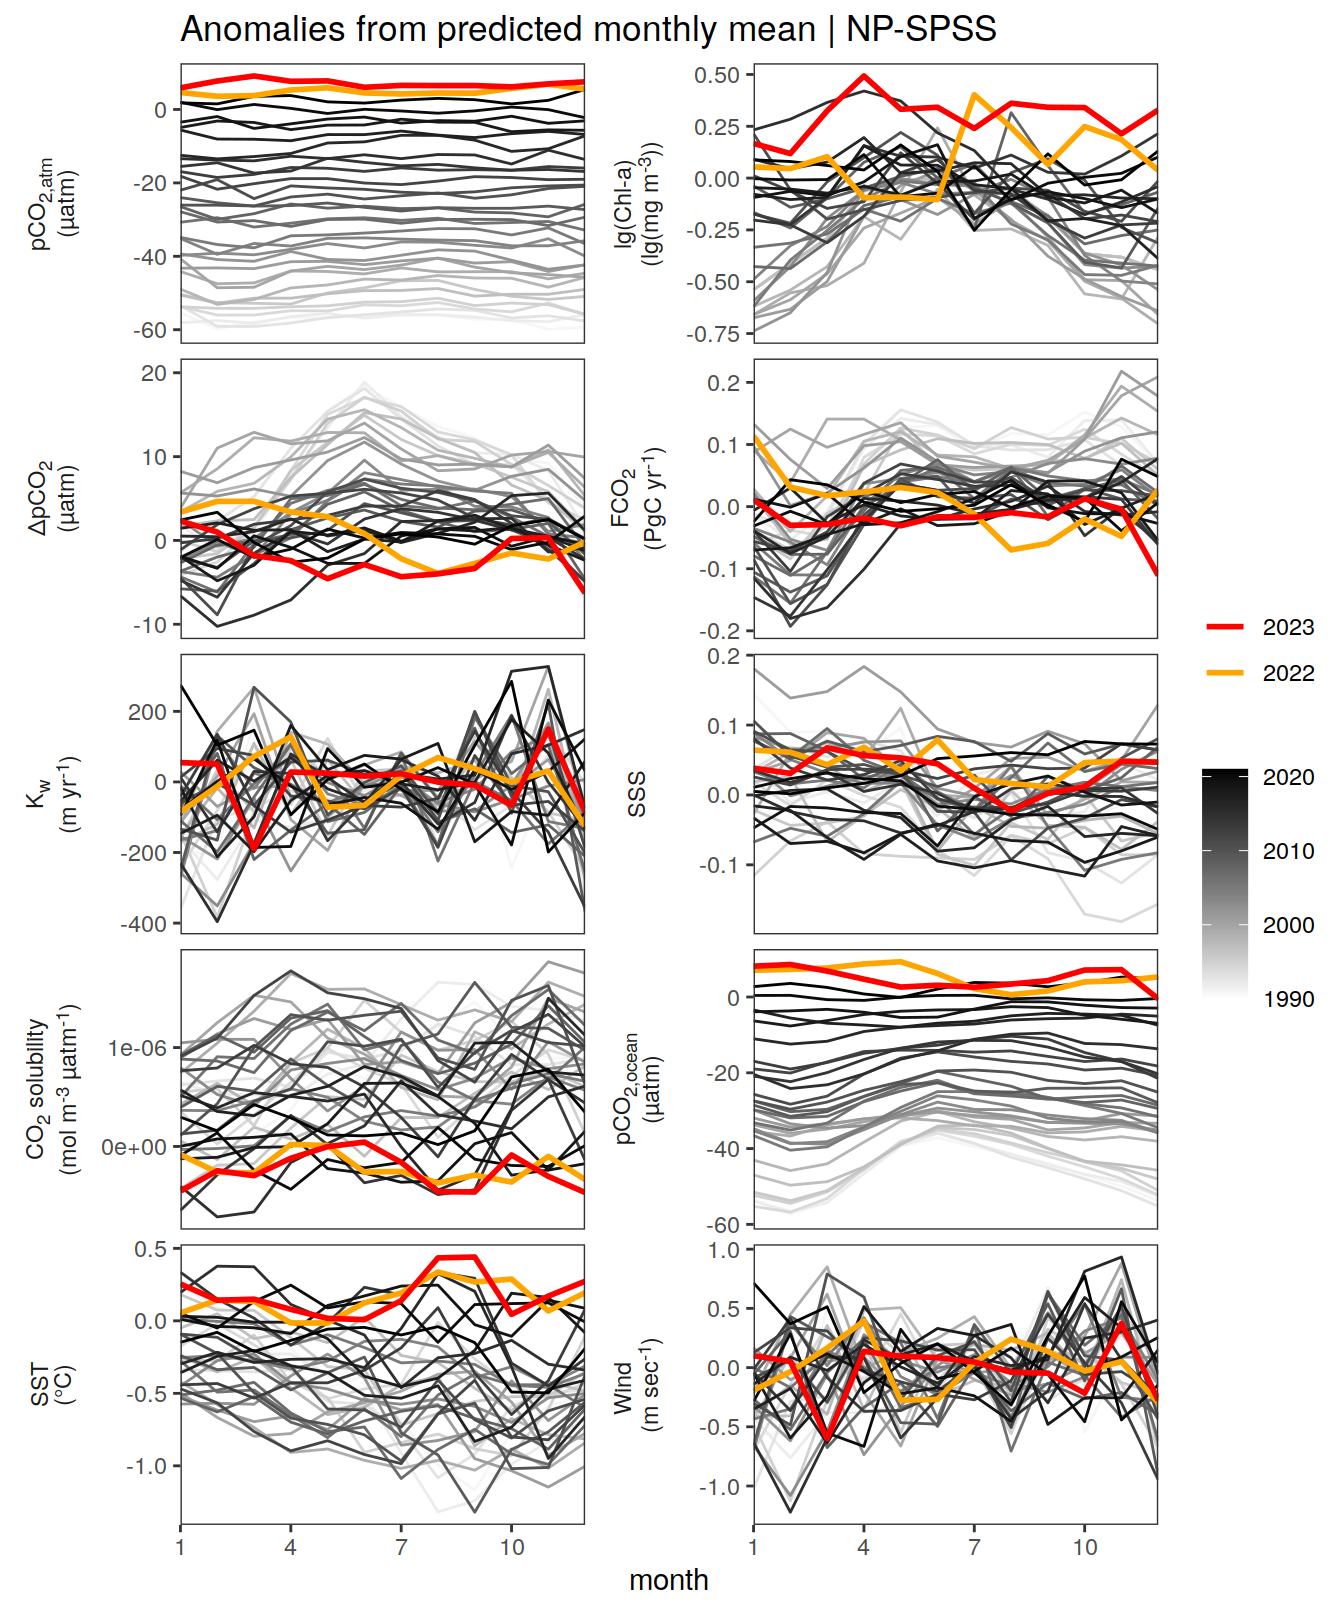 Anomalies from predicted monthly mean | NP-SPSS
pCO2,atm
(µatm)
0
-20
-40
-60
lg(Chl-a)
(lg(mg m-3))
0.50
0.25
0.00
-0.25
-0.50
-0.75
ΔpCO2
(µatm)
20
10
0
-10
FCO2
(PgC yr-1)
0.2
0.1
0.0
-0.1
-0.2
Kw
(m yr-1)
200
0
-200
-400
SSS
0.2
0.1
0.0
-0.1
CO2 solubility
(mol m-3 µatm-1)
1e-06
0e+00
pCO2,ocean
(µatm)
0
-20
-40
-60
SST
(°C)
0.5
0.0
-0.5
-1.0
Wind
(m sec-1)
1.0
0.5
0.0
-0.5
-1.0
1 4 7 10
1 4 7 10
month
2023
2022
2020
2010
2000
1990